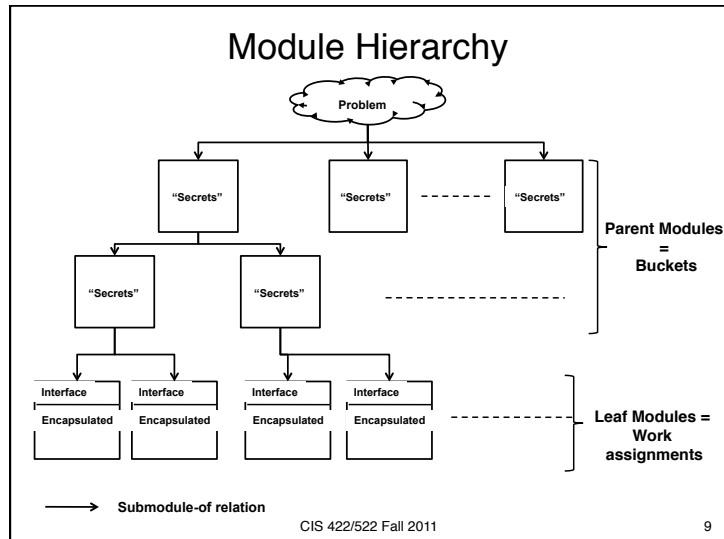 Module Hierarchy
Problem
“Secrets”
“Secrets”
“Secrets”
Parent Modules
=
Buckets
“Secrets”
“Secrets”
Interface
Encapsulated
Interface
Encapsulated
Interface
Encapsulated
Interface
Encapsulated
Leaf Modules =
Work
assignments
Submodule-of relation
CIS 422/522 Fall 2011
9